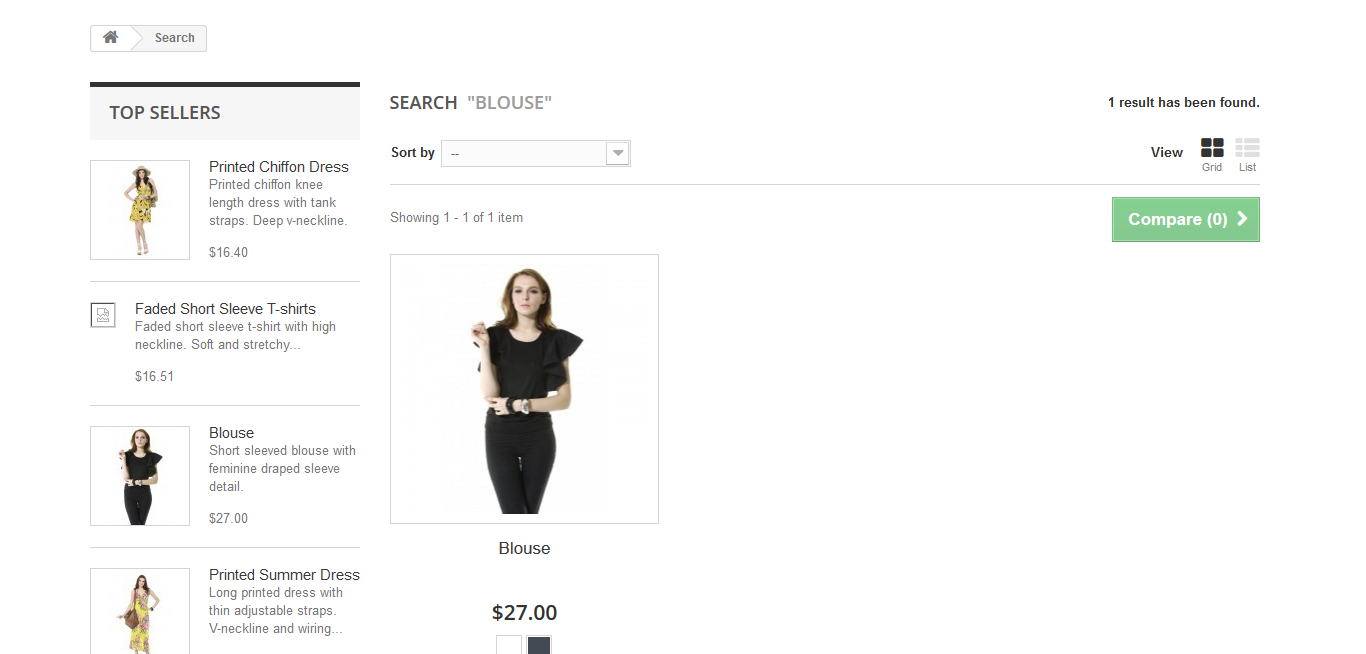 Search
TOP SELLERS
Printed Chiffon Dress
Printed chiffon knee
length dress with tank
straps. Deep v-neckline.
$16.40
Faded Short Sleeve T-shirts
Faded short sleeve t-shirt with high
neckline. Soft and stretchy...
$16.51
Blouse
Short sleeved blouse with
feminine draped sleeve
detail.
$27.00
Printed Summer Dress
Long printed dress with
thin adjustable straps.
V-neckline and wiring...
SEARCH "BLOUSE"
1 result has been found.
Sort by --
View
Grid
List
Showing 1 - 1 of 1 item
Compare (0)
Blouse
$27.00